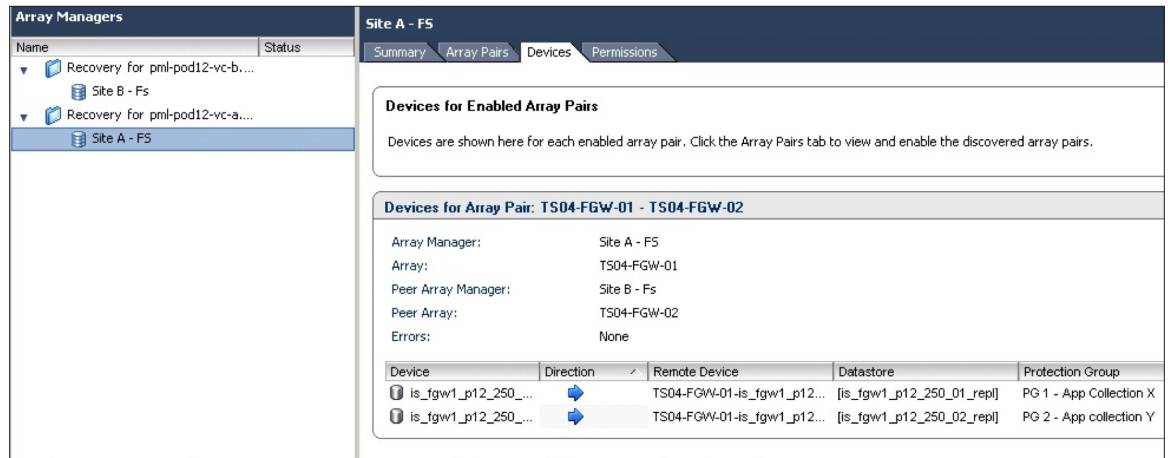 Array Managers
Name Status
Recovery for pml-pod12-vc-b....
Site B - Fs
Recovery for pml-pod12-vc-a....
Site A - FS
Site A - FS
Summary Array Pairs Devices Permissions
Devices for Enabled Array Pairs
Devices are shown here for each enabled array pair. Click the Array Pairs tab to view and enable the discovered array pairs.
Devices for Array Pair: TS04-FGW-01 - TS04-FGW-02
Array Manager: Site A - FS
Array: TS04-FGW-01
Peer Array Manager: Site B - Fs
Peer Array: TS04-FGW-02
Errors: None
Device Direction Remote Device Datastore Protection Group
is_fgw1_p12_250_... TS04-FGW-01-is_fgw1_p12... [is_fgw1_p12_250_01_repl] PG 1 - App Collection X
is_fgw1_p12_250_... TS04-FGW-01-is_fgw1_p12... [is_fgw1_p12_250_02_repl] PG 2 - App collection Y